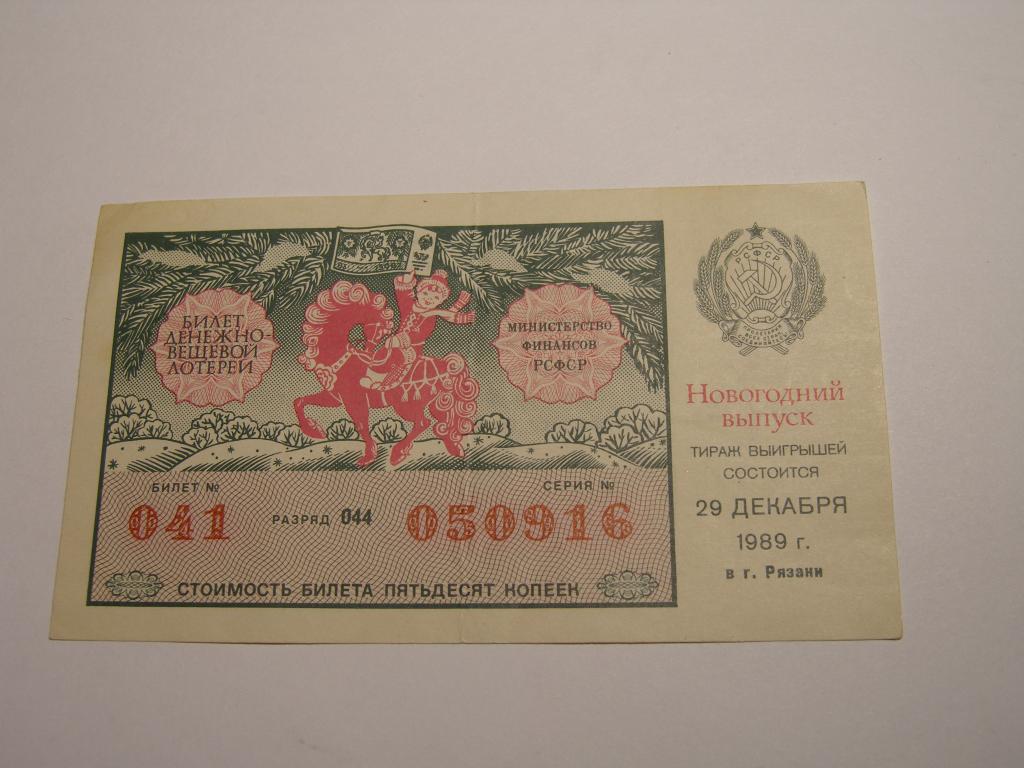 БИЛЕТ
ДЕНЕЖНО
ВЕЩЕВОЙ
ЛОТЕРЕИ
МИНИСТЕРСТВО
ФИНАНСОВ
РСФСР
БИЛЕТ №
041
РАЗРЯД 044
СЕРИЯ №
050916
СТОИМОСТЬ БИЛЕТА ПЯТЬДЕСЯТ КОПЕЕК
РСФСР
Новогодний
выпуск
ТИРАЖ ВЫИГРЫШЕЙ
СОСТОИТСЯ
29 ДЕКАБРЯ
1989 г.
в г. Рязани